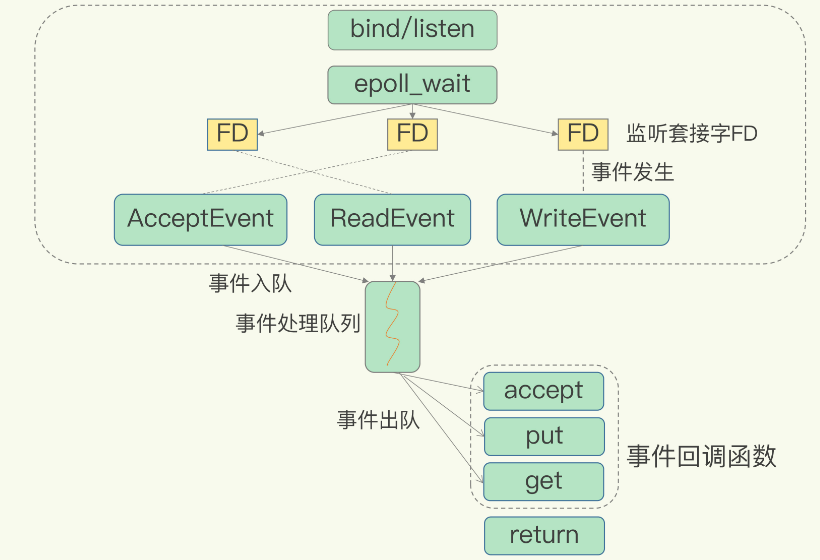 bind/listen
epoll_wait
FD
FD
FD
监听套接字FD
事件发生
AcceptEvent
ReadEvent
WriteEvent
事件入队
事件处理队列
accept
事件出队
put
事件回调函数
get
return